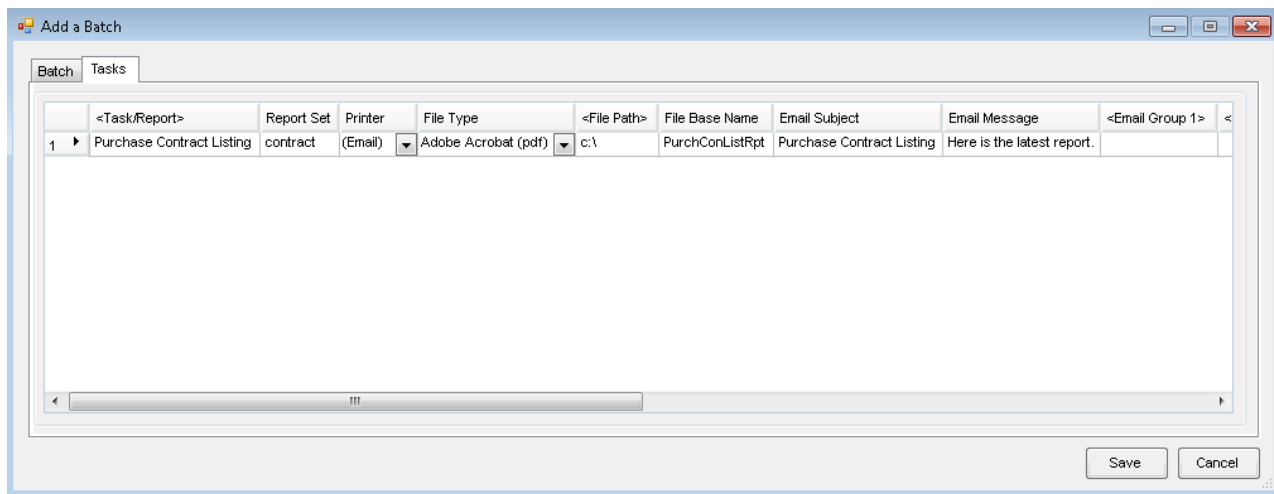 Add a Batch
Batch Tasks
<Task/Report> Report Set Printer File Type <File Path> File Base Name Email Subject Email Message <Email Group 1> <
1 Purchase Contract Listing contract (Email) Adobe Acrobat (pdf) c:\ PurchConListRpt Purchase Contract Listing Here is the latest report.
Save Cancel